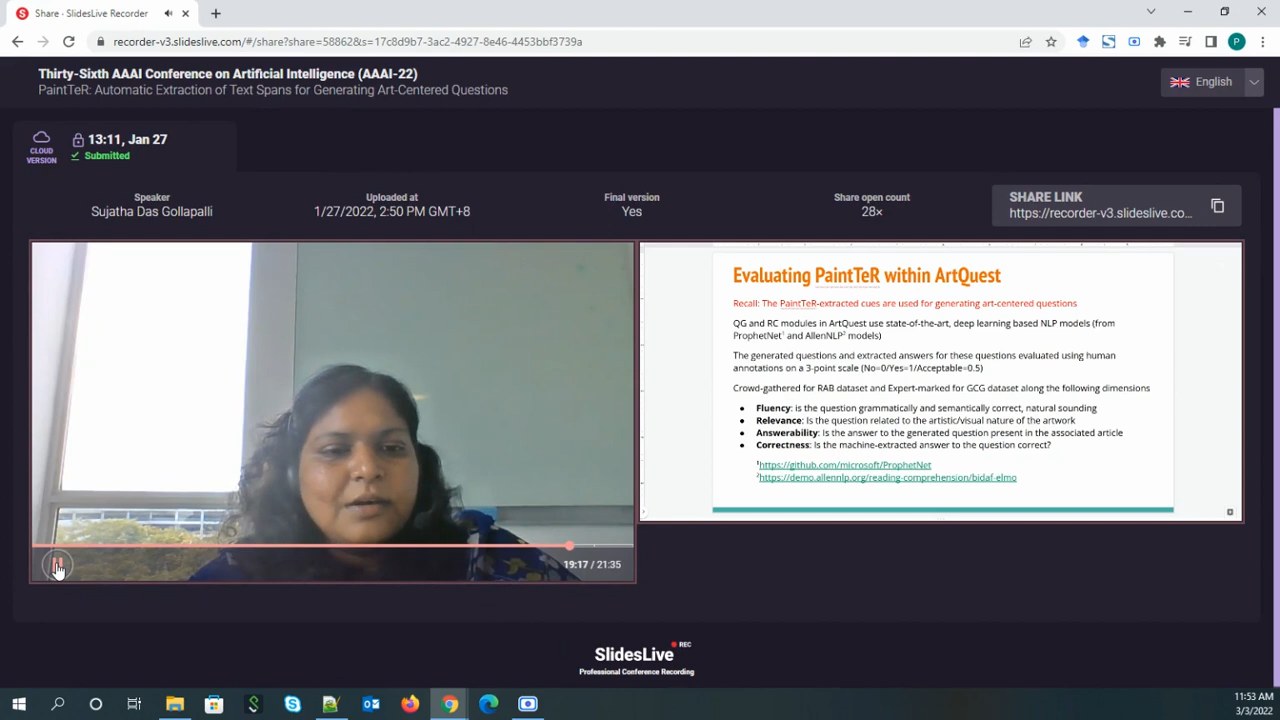 Share - SlidesLive Recorder
recorder-v3.slideslive.com/#/share?share=58862&s=17c8d9b7-3ac2-4927-8e46-4453bbf3739a
P
Thirty-Sixth AAAI Conference on Artificial Intelligence (AAAI-22)
PaintTeR: Automatic Extraction of Text Spans for Generating Art-Centered Questions
English
CLOUD
VERSION
13:11, Jan 27
Submitted
Speaker
Sujatha Das Gollapalli
Uploaded at
1/27/2022, 2:50 PM GMT+8
Final version
Yes
Share open count
28×
SHARE LINK
https://recorder-v3.slideslive.co...
Evaluating PaintTeR within ArtQuest
Recall: The PaintTeR-extracted cues are used for generating art-centered questions
QG and RC modules in ArtQuest use state-of-the-art, deep learning based NLP models (from
ProphetNet¹ and AllenNLP² models)
The generated questions and extracted answers for these questions evaluated using human
annotations on a 3-point scale (No=0/Yes=1/Acceptable=0.5)
Crowd-gathered for RAB dataset and Expert-marked for GCG dataset along the following dimensions
● Fluency: is the question grammatically and semantically correct, natural sounding
● Relevance: Is the question related to the artistic/visual nature of the artwork
● Answerability: Is the answer to the generated question present in the associated article
● Correctness: Is the machine-extracted answer to the question correct?
¹https://github.com/microsoft/ProphetNet
²https://demo.allennlp.org/reading-comprehension/bidaf-elmo
19:17 / 21:35
SlidesLive REC
Professional Conference Recording
11:53 AM
3/3/2022